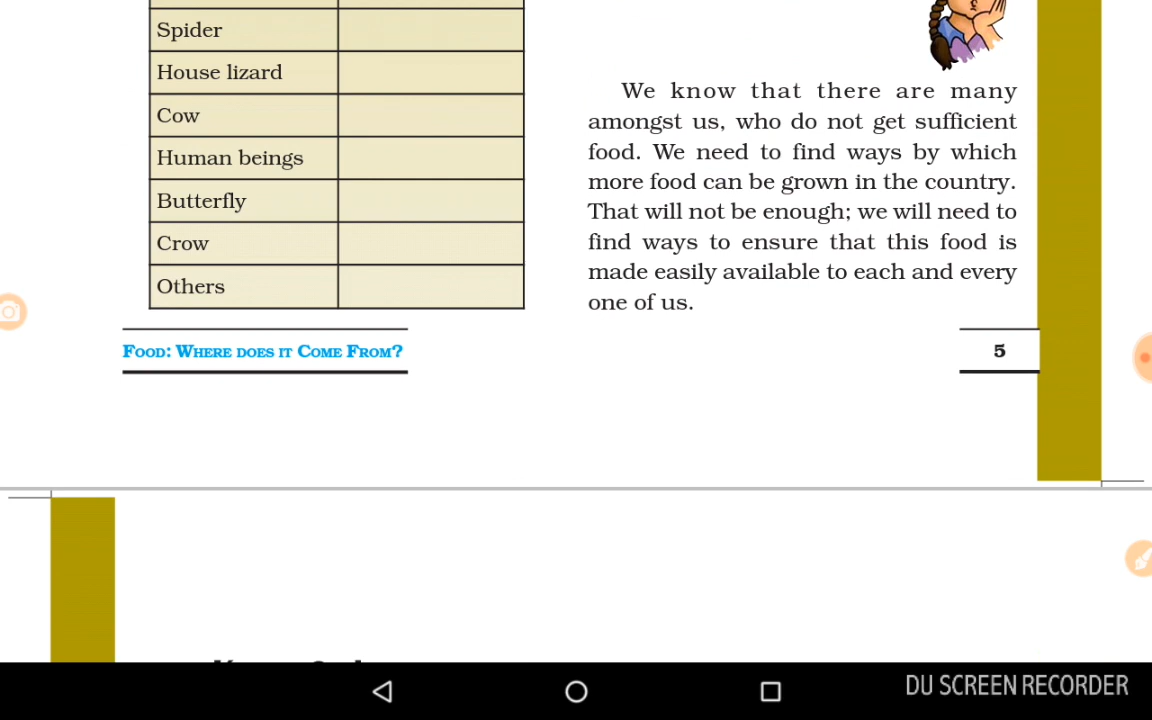 Spider
House lizard
Cow
Human beings
Butterfly
Crow
Others
We know that there are many
amongst us, who do not get sufficient
food. We need to find ways by which
more food can be grown in the country.
That will not be enough; we will need to
find ways to ensure that this food is
made easily available to each and every
one of us.
FOOD: WHERE DOES IT COME FROM?
5
DU SCREEN RECORDER